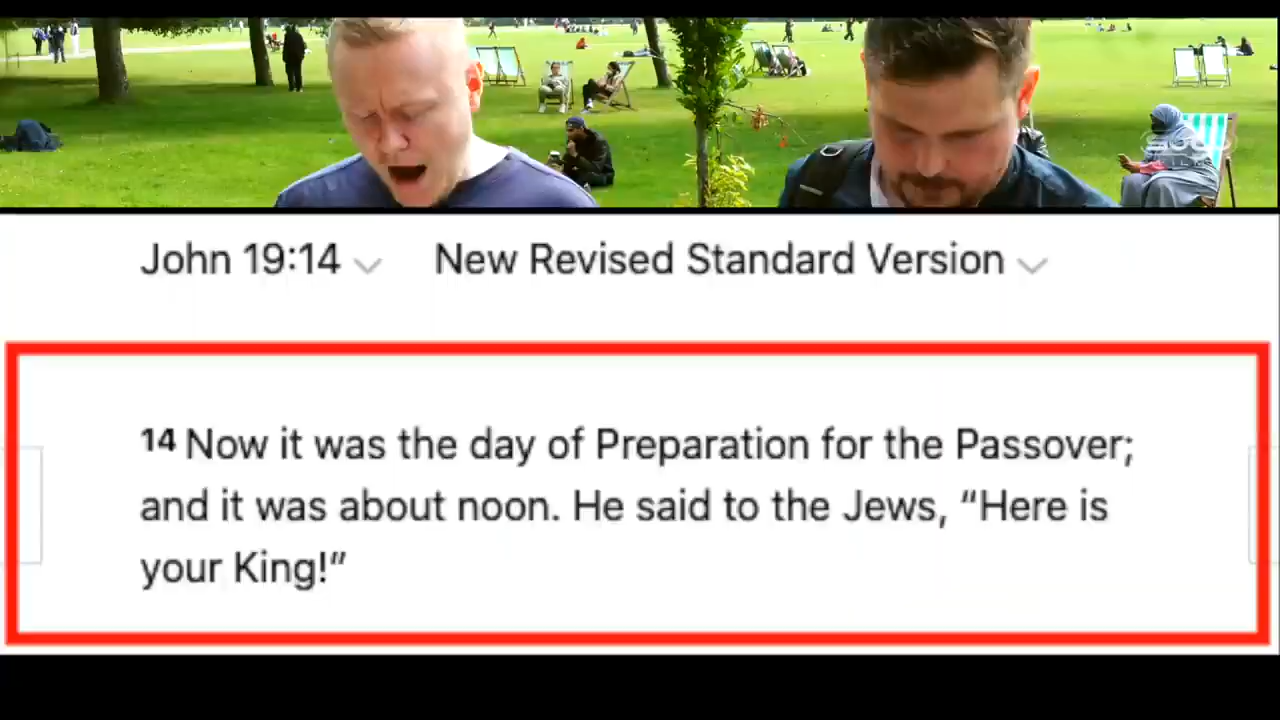 John 19:14 New Revised Standard Version
14 Now it was the day of Preparation for the Passover;
and it was about noon. He said to the Jews, “Here is
your King!”